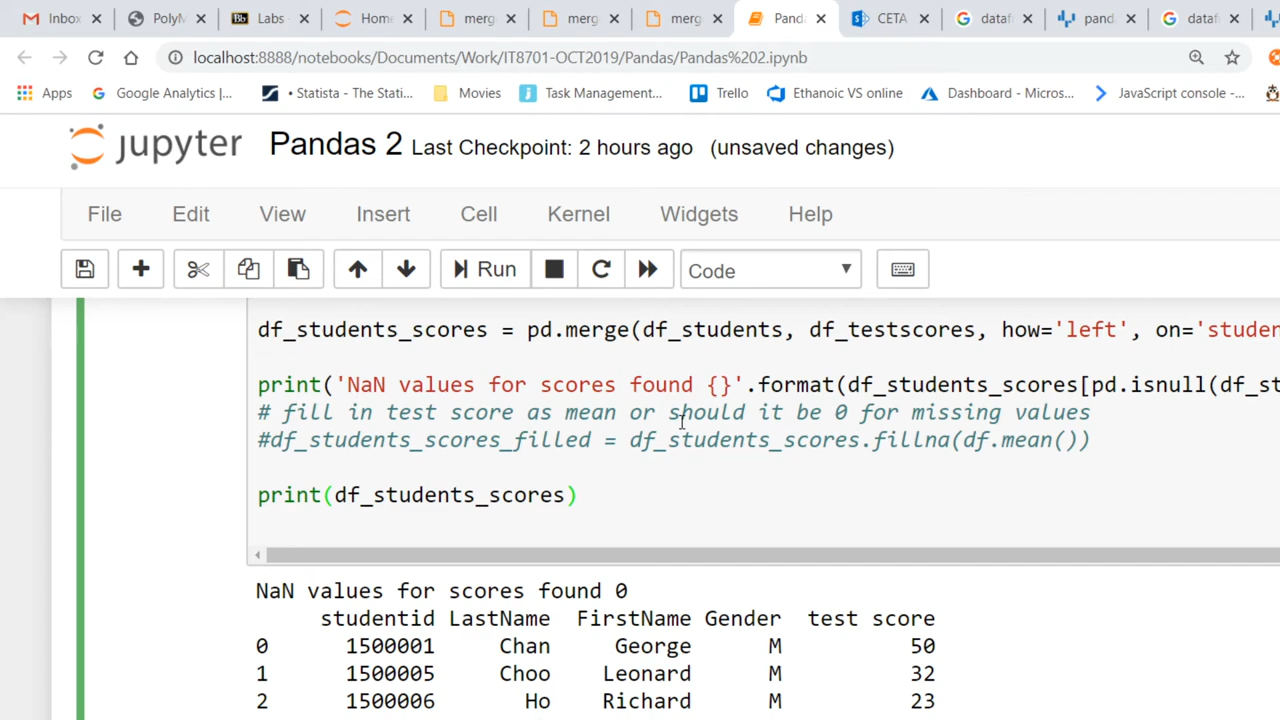 Inbox PolyM Bb Labs - Home merg merg merg Panda CETA datafr panda datafr
localhost:8888/notebooks/Documents/Work/IT8701-OCT2019/Pandas/Pandas%202.ipynb
Apps Google Analytics |... • Statista - The Stati... Movies Task Management... Trello Ethanoic VS online Dashboard - Micros... JavaScript console -...
jupyter Pandas 2 Last Checkpoint: 2 hours ago (unsaved changes)
File Edit View Insert Cell Kernel Widgets Help
Run Code
df_students_scores = pd.merge(df_students, df_testscores, how='left', on='studen
print('NaN values for scores found {}'.format(df_students_scores[pd.isnull(df_st
# fill in test score as mean or should it be 0 for missing values
#df_students_scores_filled = df_students_scores.fillna(df.mean())
print(df_students_scores)
NaN values for scores found 0
studentid LastName FirstName Gender test score
0 1500001 Chan George M 50
1 1500005 Choo Leonard M 32
2 1500006 Ho Richard M 23